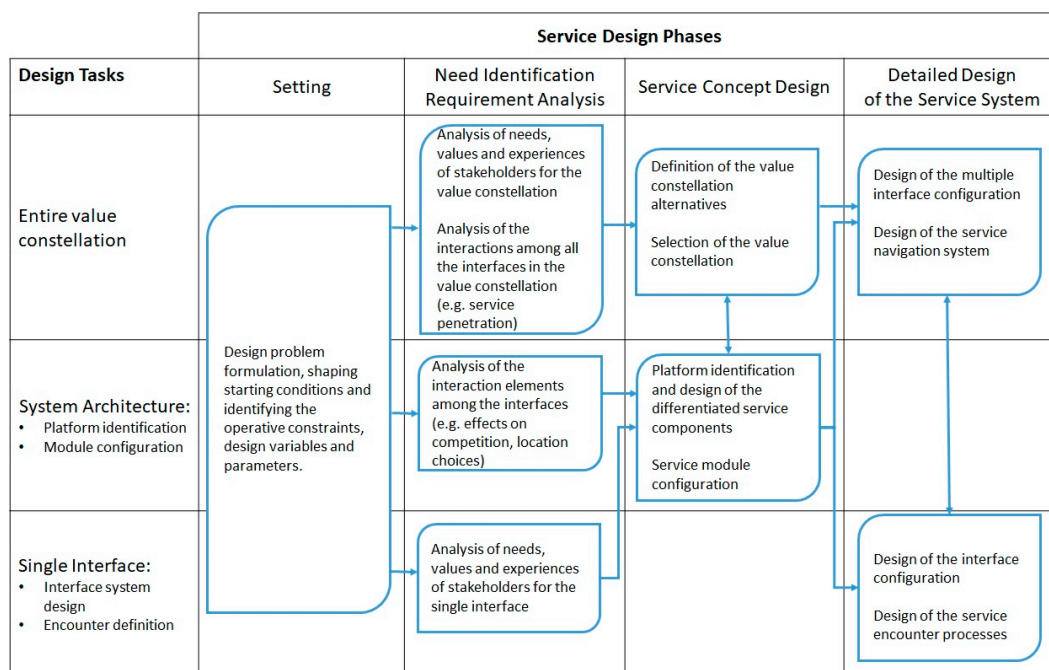 Service Design Phases
Design Tasks
Setting
Need Identification
Requirement Analysis
Service Concept Design
Detailed Design
of the Service System
Entire value
constellation
Analysis of needs,
values and experiences
of stakeholders for the
value constellation
Analysis of the
interactions among all
the interfaces in the
value constellation
(e.g. service
penetration)
Definition of the value
constellation
alternatives
Selection of the value
constellation
Design of the multiple
interface configuration
Design of the service
navigation system
System Architecture:
• Platform identification
• Module configuration
Design problem
formulation, shaping
starting conditions and
identifying the
operative constraints,
design variables and
parameters.
Analysis of the
interaction elements
among the interfaces
(e.g. effects on
competition, location
choices)
Platform identification
and design of the
differentiated service
components
Service module
configuration
Single Interface:
• Interface system
design
• Encounter definition
Analysis of needs,
values and experiences
of stakeholders for the
single interface
Design of the interface
configuration
Design of the service
encounter processes